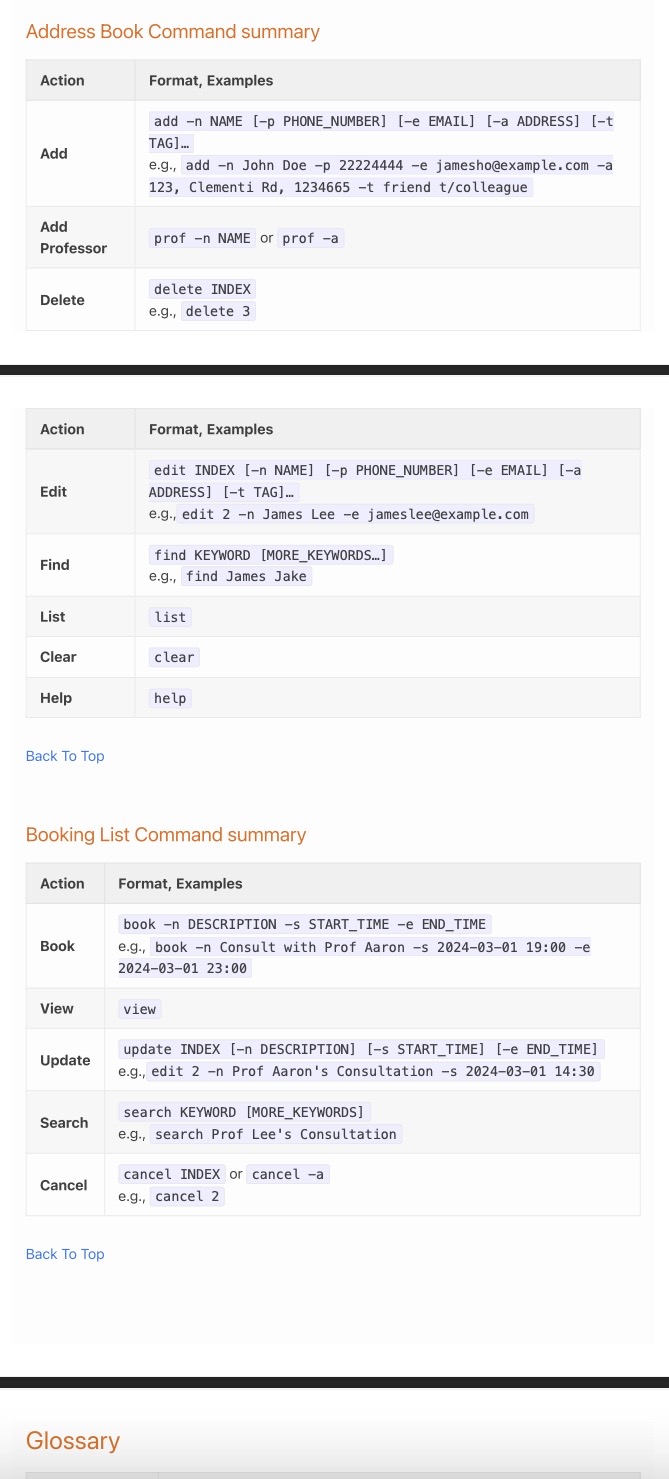 Address Book Command summary
Action Format, Examples
Add
add -n NAME [-p PHONE_NUMBER] [-e EMAIL] [-a ADDRESS] [-t
TAG]…
e.g., add -n John Doe -p 22224444 -e jamesho@example.com -a
123, Clementi Rd, 1234665 -t friend t/colleague
Add
Professor
prof -n NAME or prof -a
Delete
delete INDEX
e.g., delete 3
Action Format, Examples
Edit
edit INDEX [-n NAME] [-p PHONE_NUMBER] [-e EMAIL] [-a
ADDRESS] [-t TAG]…
e.g., edit 2 -n James Lee -e jameslee@example.com
Find
find KEYWORD [MORE_KEYWORDS…]
e.g., find James Jake
List list
Clear clear
Help help
Back To Top
Booking List Command summary
Action Format, Examples
Book
book -n DESCRIPTION -s START_TIME -e END_TIME
e.g., book -n Consult with Prof Aaron -s 2024-03-01 19:00 -e
2024-03-01 23:00
View view
Update
update INDEX [-n DESCRIPTION] [-s START_TIME] [-e END_TIME]
e.g., edit 2 -n Prof Aaron's Consultation -s 2024-03-01 14:30
Search
search KEYWORD [MORE_KEYWORDS]
e.g., search Prof Lee's Consultation
Cancel
cancel INDEX or cancel -a
e.g., cancel 2
Back To Top
Glossary